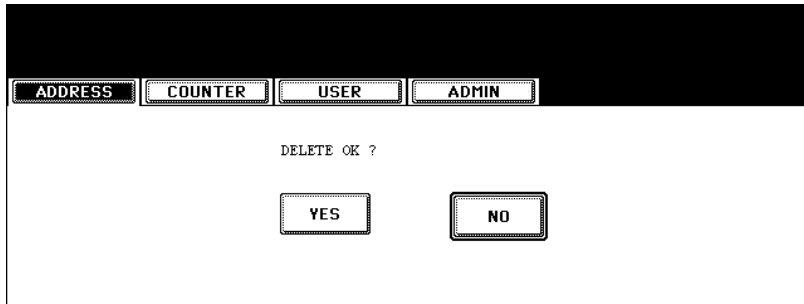 ADDRESS COUNTER USER ADMIN
DELETE OK ?
YES NO